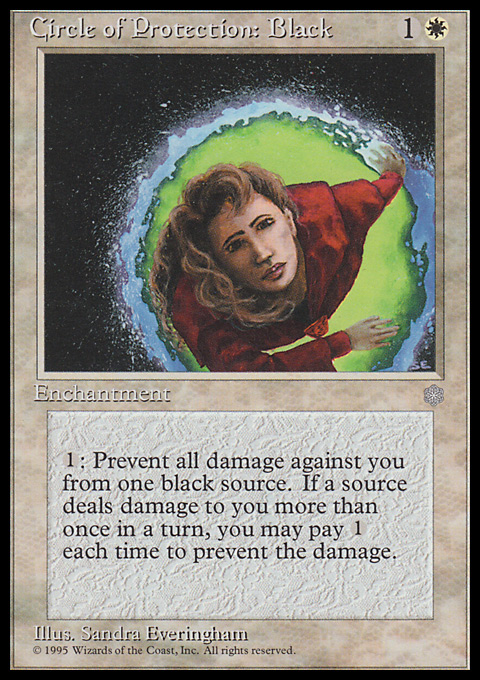 Circle of Protection: Black 1
SE
Enchantment
1: Prevent all damage against you
from one black source. If a source
deals damage to you more than
once in a turn, you may pay 1
each time to prevent the damage.
Illus. Sandra Everingham
© 1995 Wizards of the Coast, Inc. All rights reserved.